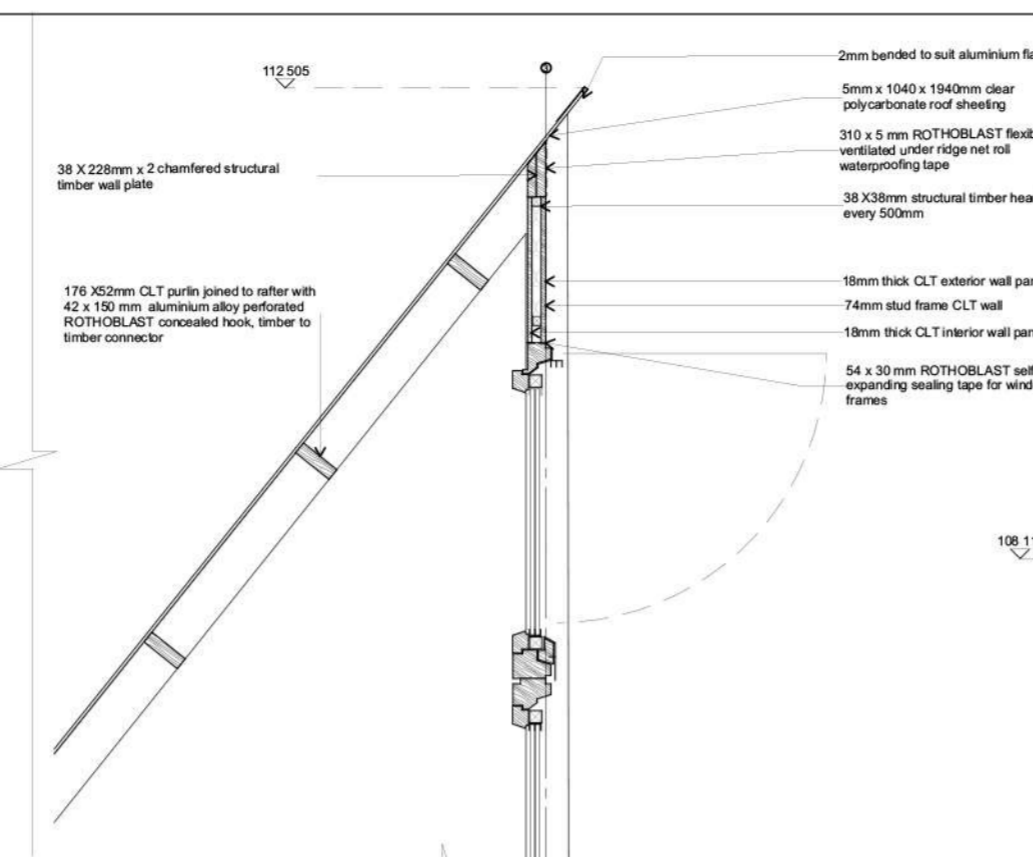 112 505
38 X 228mm x 2 chamfered structural
timber wall plate
176 X52mm CLT purlin joined to rafter with
42 x 150 mm aluminium alloy perforated
ROTHOBLAST concealed hook, timber to
timber connector
2mm bended to suit aluminium fla
5mm x 1040 x 1940mm clear
polycarbonate roof sheeting
310 x 5 mm ROTHOBLAST flexib
ventilated under ridge net roll
waterproofing tape
38 X38mm structural timber hea
every 500mm
18mm thick CLT exterior wall pan
74mm stud frame CLT wall
18mm thick CLT interior wall pan
54 x 30 mm ROTHOBLAST self
expanding sealing tape for wind
frames
108 11